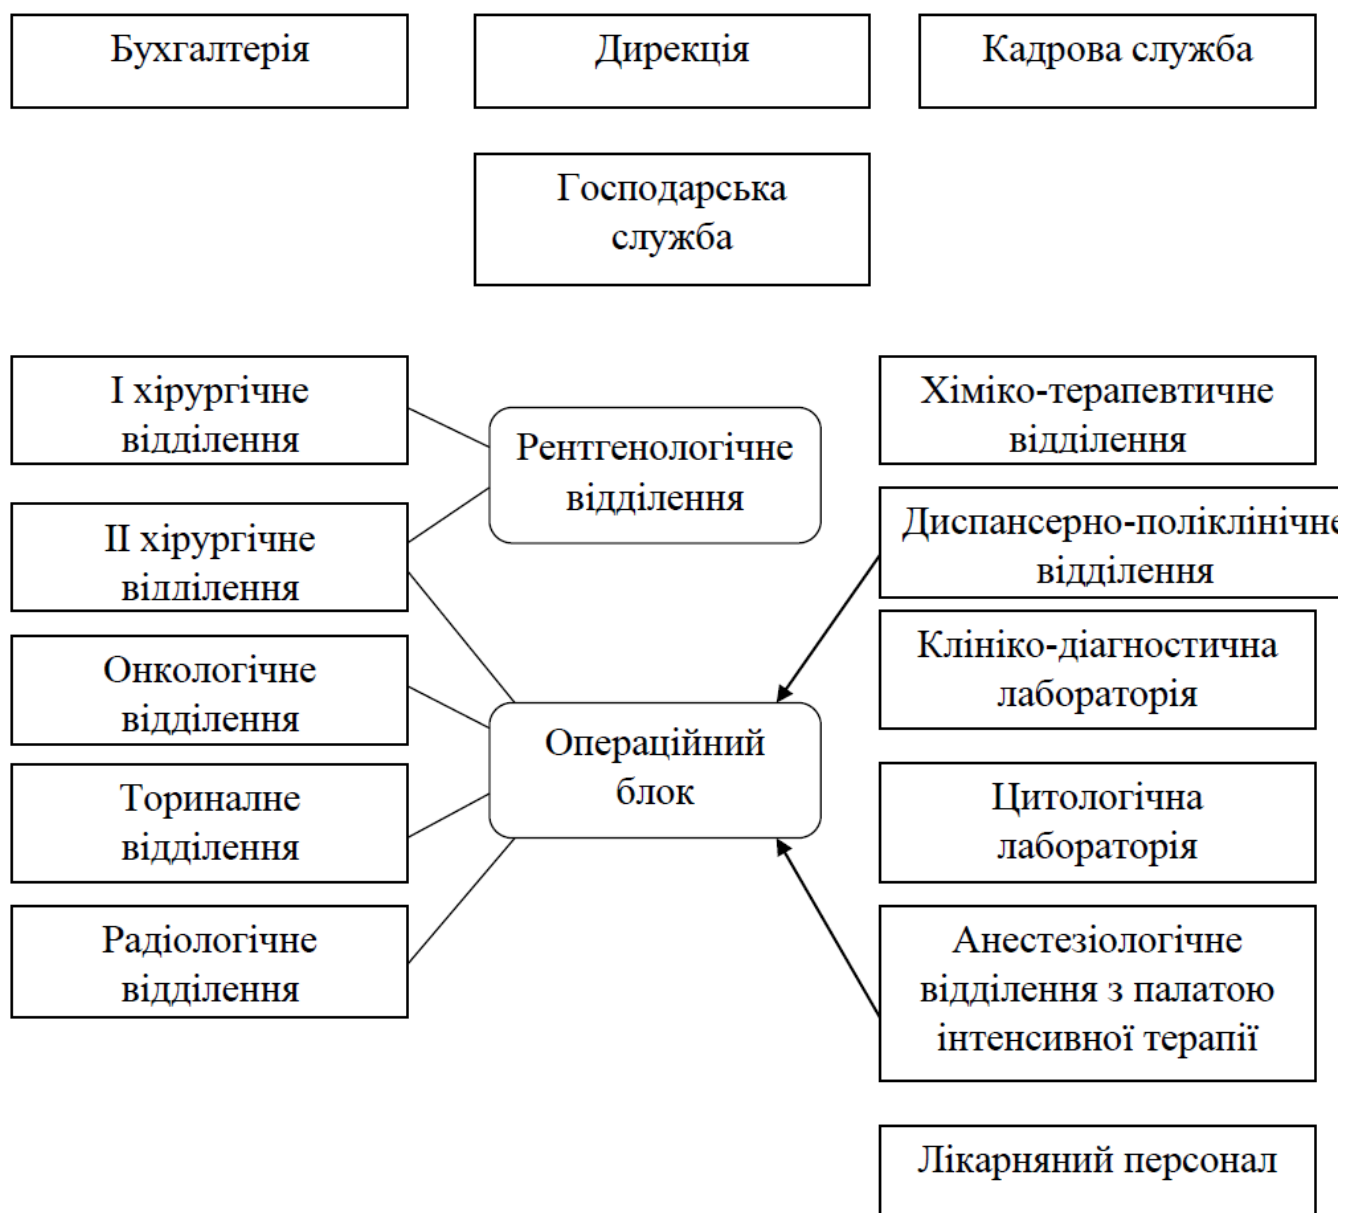 Бухгалтерія
Дирекція
Кадрова служба
Господарська
служба
І хірургічне
відділення
ІІ хірургічне
відділення
Онкологічне
відділення
Ториналне
відділення
Радіологічне
відділення
Рентгенологічне
відділення
Операційний
блок
Хіміко-терапевтичне
відділення
Диспансерно-поліклінічне
відділення
Клініко-діагностична
лабораторія
Цитологічна
лабораторія
Анестезіологічне
відділення з палатою
інтенсивної терапії
Лікарняний персонал